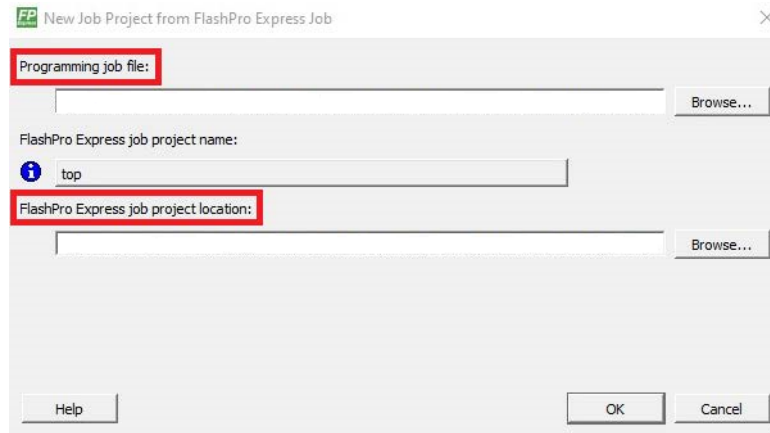 FP
Express
New Job Project from FlashPro Express Job
Programming job file:
Browse...
FlashPro Express job project name:
top
FlashPro Express job project location:
Browse...
Help
OK
Cancel